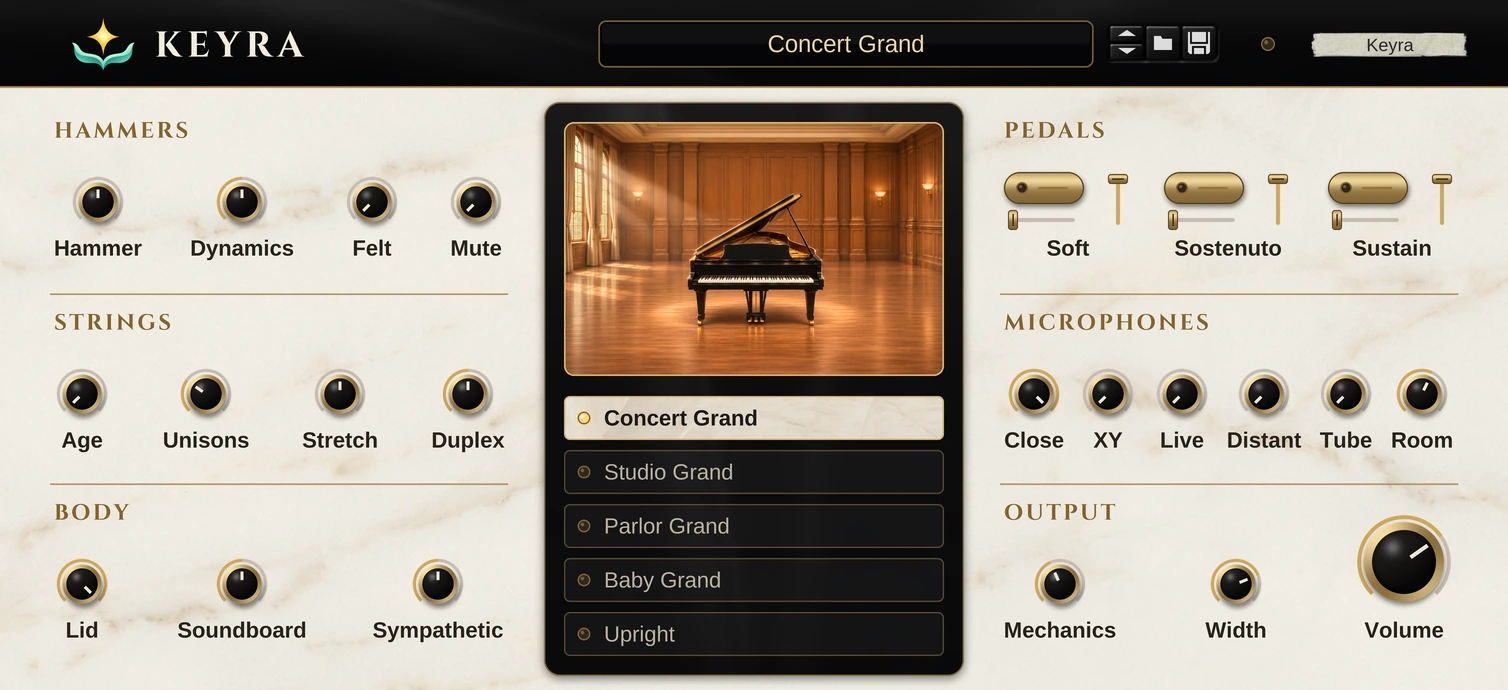 KEYRA
Concert Grand
Keyra
HAMMERS
Hammer Dynamics Felt Mute
STRINGS
Age Unisons Stretch Duplex
BODY
Lid Soundboard Sympathetic
Concert Grand
Studio Grand
Parlor Grand
Baby Grand
Upright
PEDALS
Soft Sostenuto Sustain
MICROPHONES
Close XY Live Distant Tube Room
OUTPUT
Mechanics Width Volume